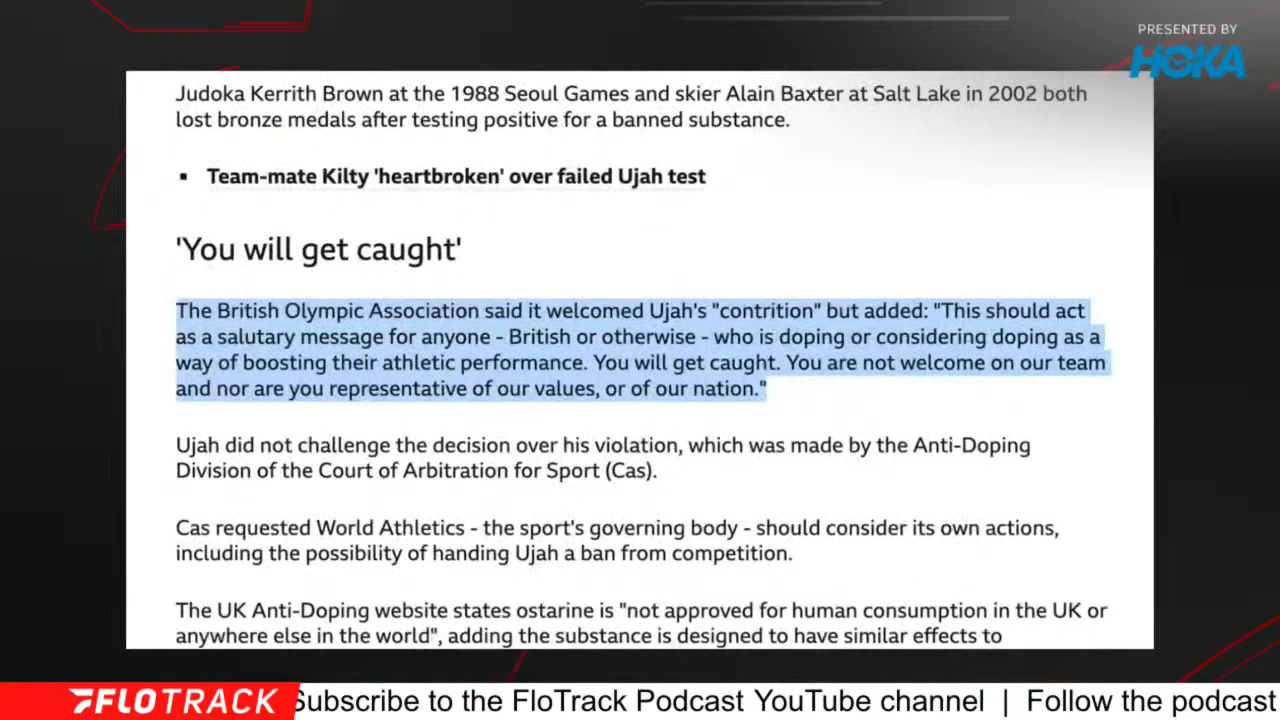 PRESENTED BY
HOKA
Judoka Kerrith Brown at the 1988 Seoul Games and skier Alain Baxter at Salt Lake in 2002 both
lost bronze medals after testing positive for a banned substance.
▪ Team-mate Kilty 'heartbroken' over failed Ujah test
'You will get caught'
The British Olympic Association said it welcomed Ujah's "contrition" but added: "This should act
as a salutary message for anyone - British or otherwise - who is doping or considering doping as a
way of boosting their athletic performance. You will get caught. You are not welcome on our team
and nor are you representative of our values, or of our nation."
Ujah did not challenge the decision over his violation, which was made by the Anti-Doping
Division of the Court of Arbitration for Sport (Cas).
Cas requested World Athletics - the sport's governing body - should consider its own actions,
including the possibility of handing Ujah a ban from competition.
The UK Anti-Doping website states ostarine is "not approved for human consumption in the UK or
anywhere else in the world", adding the substance is designed to have similar effects to
FLOTRACK
Subscribe to the FloTrack Podcast YouTube channel | Follow the podcast